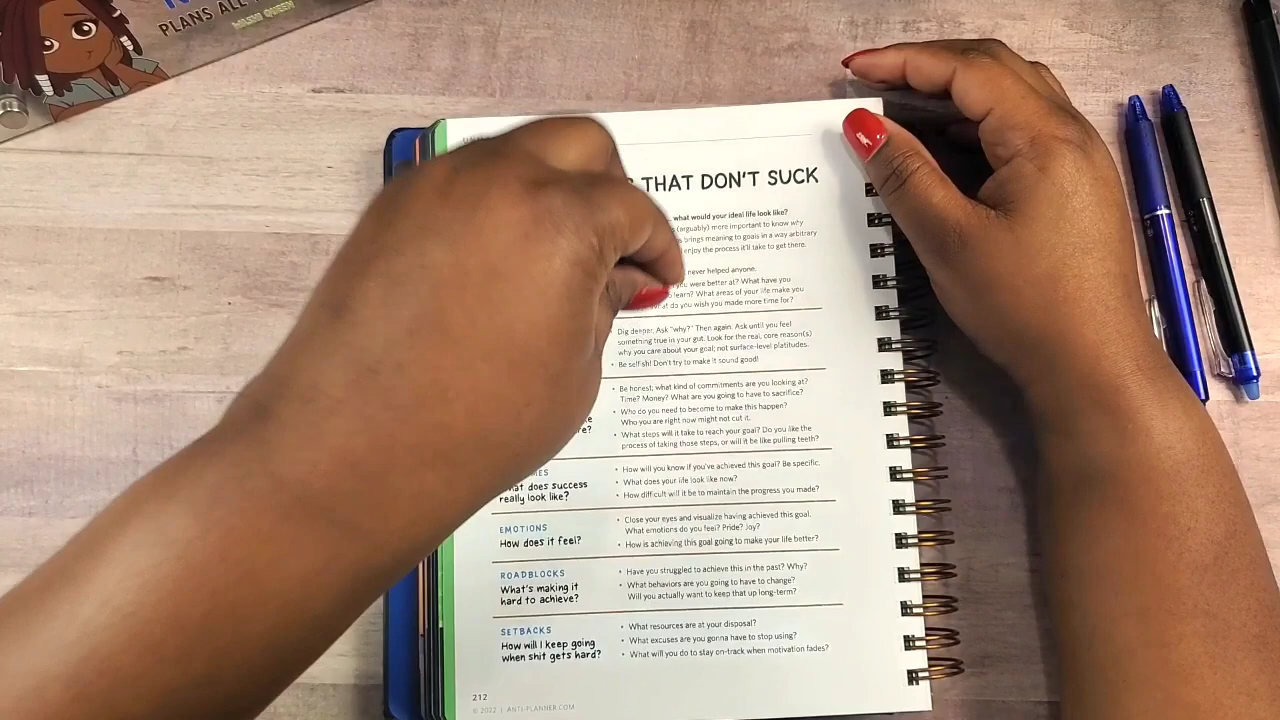 PLANS ALL
WASHI QUEEN
THAT DON'T SUCK
what would your ideal life look like?
(arguably) more important to know why
brings meaning to goals in a way arbitrary
enjoy the process it'll take to get there.
never helped anyone.
you were better at? What have you
learn? What areas of your life make you
what do you wish you made more time for?
• Dig deeper. Ask "why?" Then again. Ask until you feel
something true in your gut. Look for the real, core reason(s)
why you care about your goal; not surface-level platitudes.
• Be selfish! Don't try to make it sound good!
• Be honest; what kind of commitments are you looking at?
Time? Money? What are you going to have to sacrifice?
• Who do you need to become to make this happen?
Who you are right now might not cut it.
• What steps will it take to reach your goal? Do you like the
process of taking those steps, or will it be like pulling teeth?
What does success
really look like?
• How will you know if you've achieved this goal? Be specific.
• What does your life look like now?
• How difficult will it be to maintain the progress you made?
EMOTIONS
How does it feel?
• Close your eyes and visualize having achieved this goal.
What emotions do you feel? Pride? Joy?
• How is achieving this goal going to make your life better?
ROADBLOCKS
What's making it
hard to achieve?
• Have you struggled to achieve this in the past? Why?
• What behaviors are you going to have to change?
Will you actually want to keep that up long-term?
SETBACKS
How will I keep going
when shit gets hard?
• What resources are at your disposal?
• What excuses are you gonna have to stop using?
• What will you do to stay on-track when motivation fades?
212
© 2022 | ANTI-PLANNER.COM